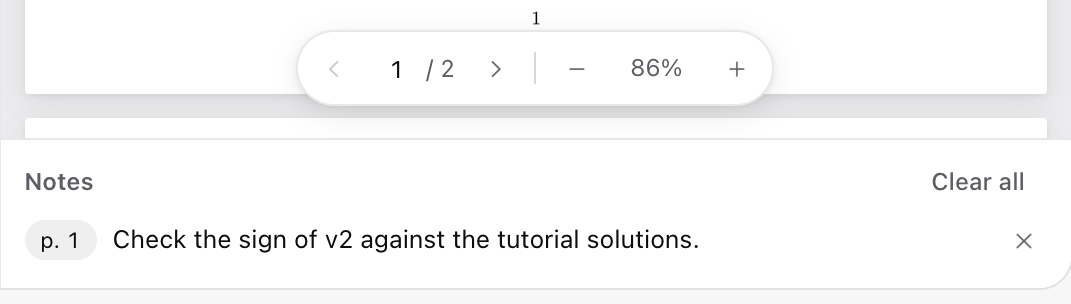 1
1 / 2 86%
Notes Clear all
p. 1 Check the sign of v2 against the tutorial solutions.